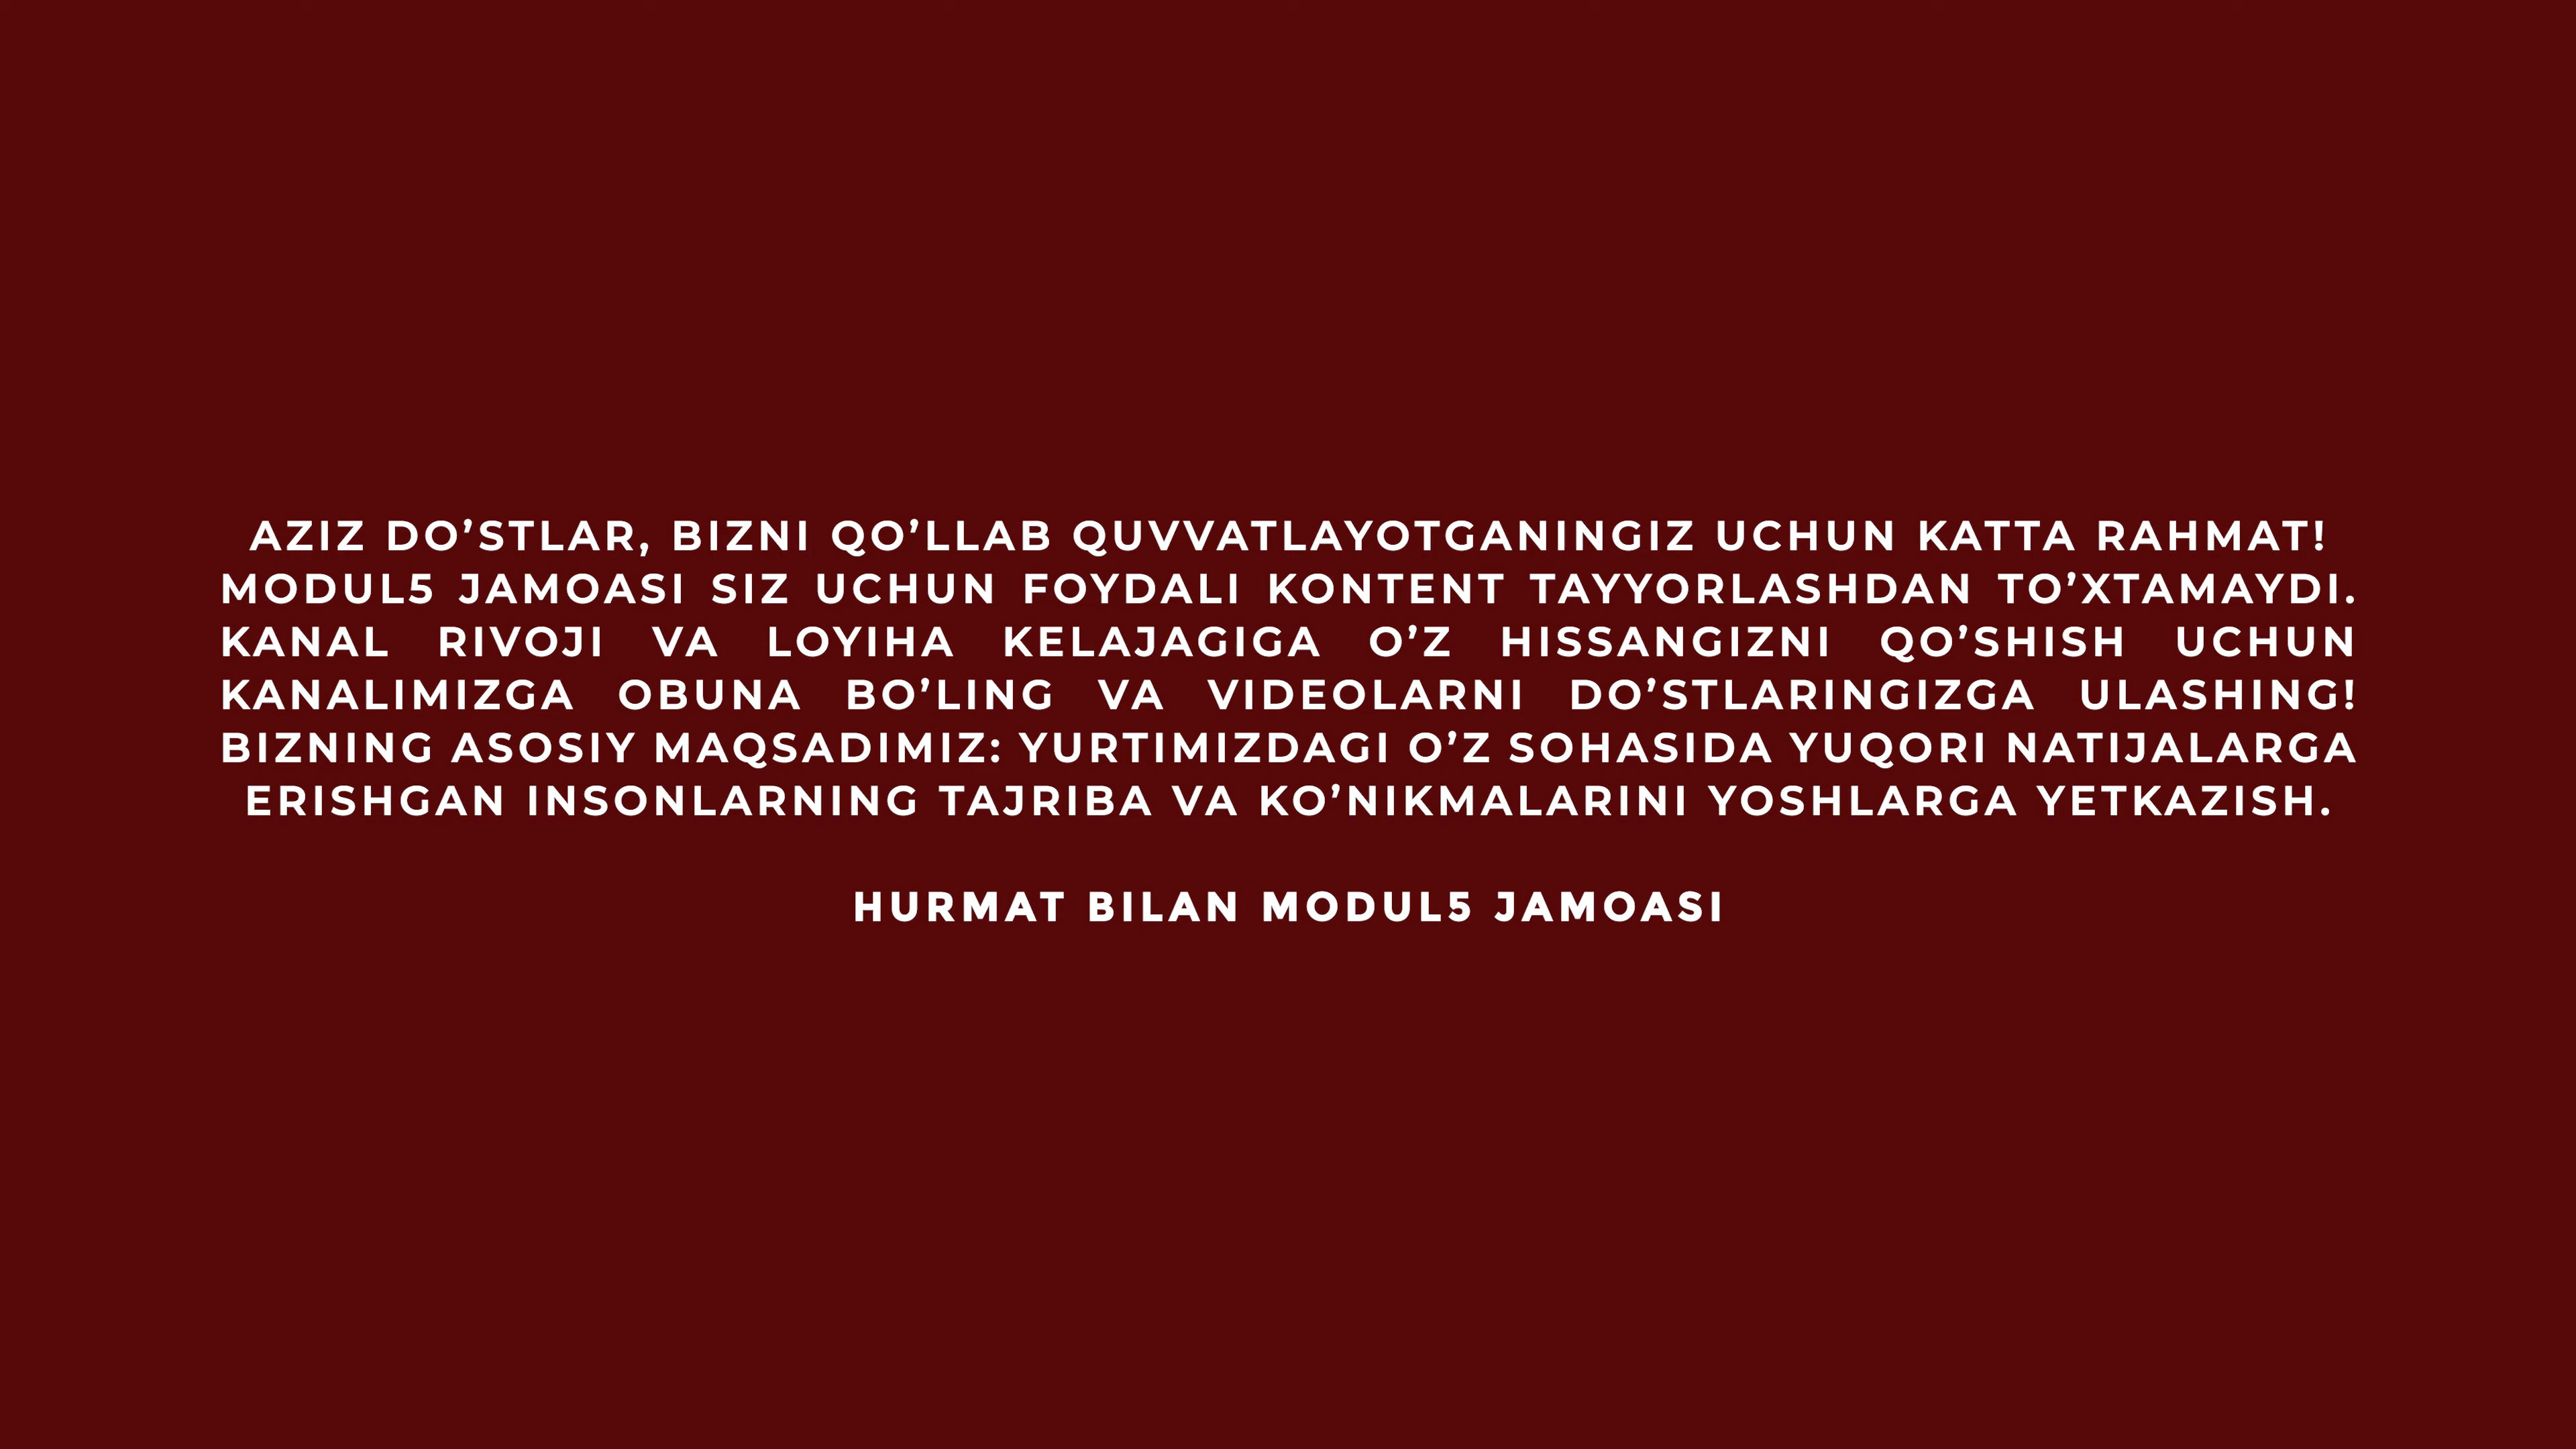 AZIZ DO’STLAR, BIZNI QO’LLAB QUVVATLAYOTGANINGIZ UCHUN KATTA RAHMAT!
MODUL5 JAMOASI SIZ UCHUN FOYDALI KONTENT TAYYORLASHDAN TO’XTAMAYDI.
KANAL RIVOJI VA LOYIHA KELAJAGIGA O’Z HISSANGIZNI QO’SHISH UCHUN
KANALIMIZGA OBUNA BO’LING VA VIDEOLARNI DO’STLARINGIZGA ULASHING!
BIZNING ASOSIY MAQSADIMIZ: YURTIMIZDAGI O’Z SOHASIDA YUQORI NATIJALARGA
ERISHGAN INSONLARNING TAJRIBA VA KO’NIKMALARINI YOSHLARGA YETKAZISH.
HURMAT BILAN MODUL5 JAMOASI